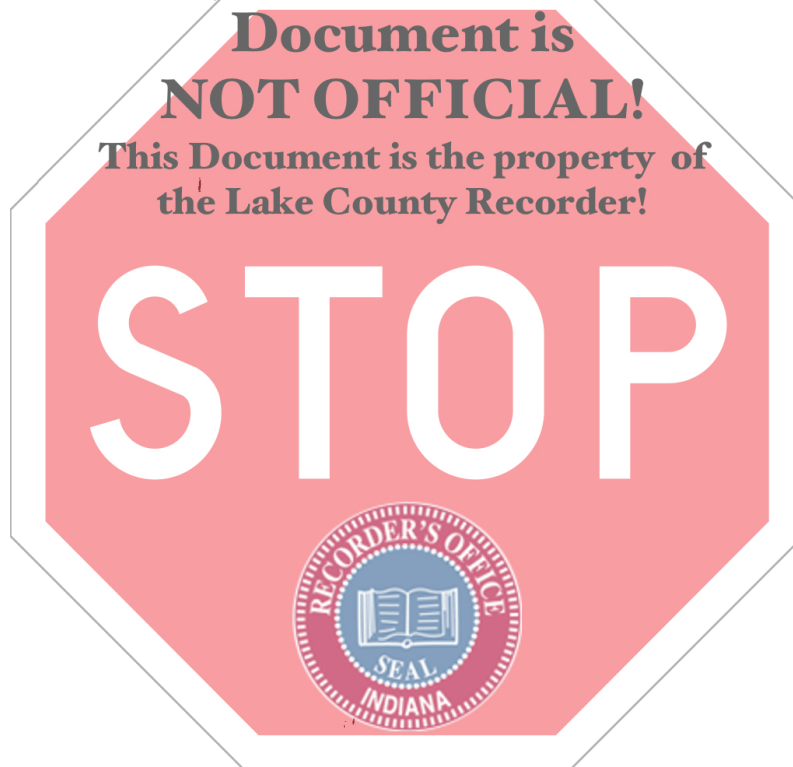 Document is
NOT OFFICIAL!
This Document is the property of
the Lake County Recorder!
STOP
RECORDER'S OFFICE
SEAL
INDIANA